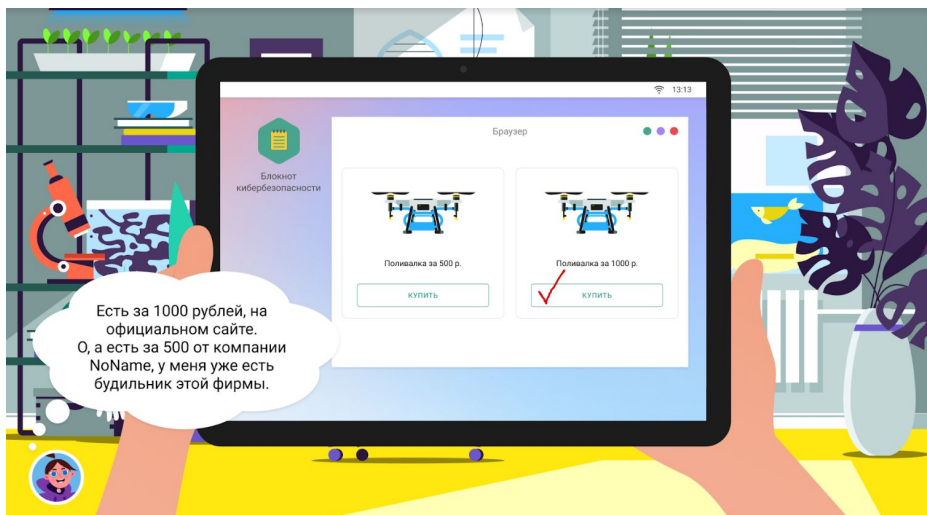 13:13
Браузер
Блокнот
кибербезопасности
Поливалка за 500 р.
Поливалка за 1000 р.
КУПИТЬ
КУПИТЬ
Есть за 1000 рублей, на
официальном сайте.
О, а есть за 500 от компании
NoName, у меня уже есть
будильник этой фирмы.